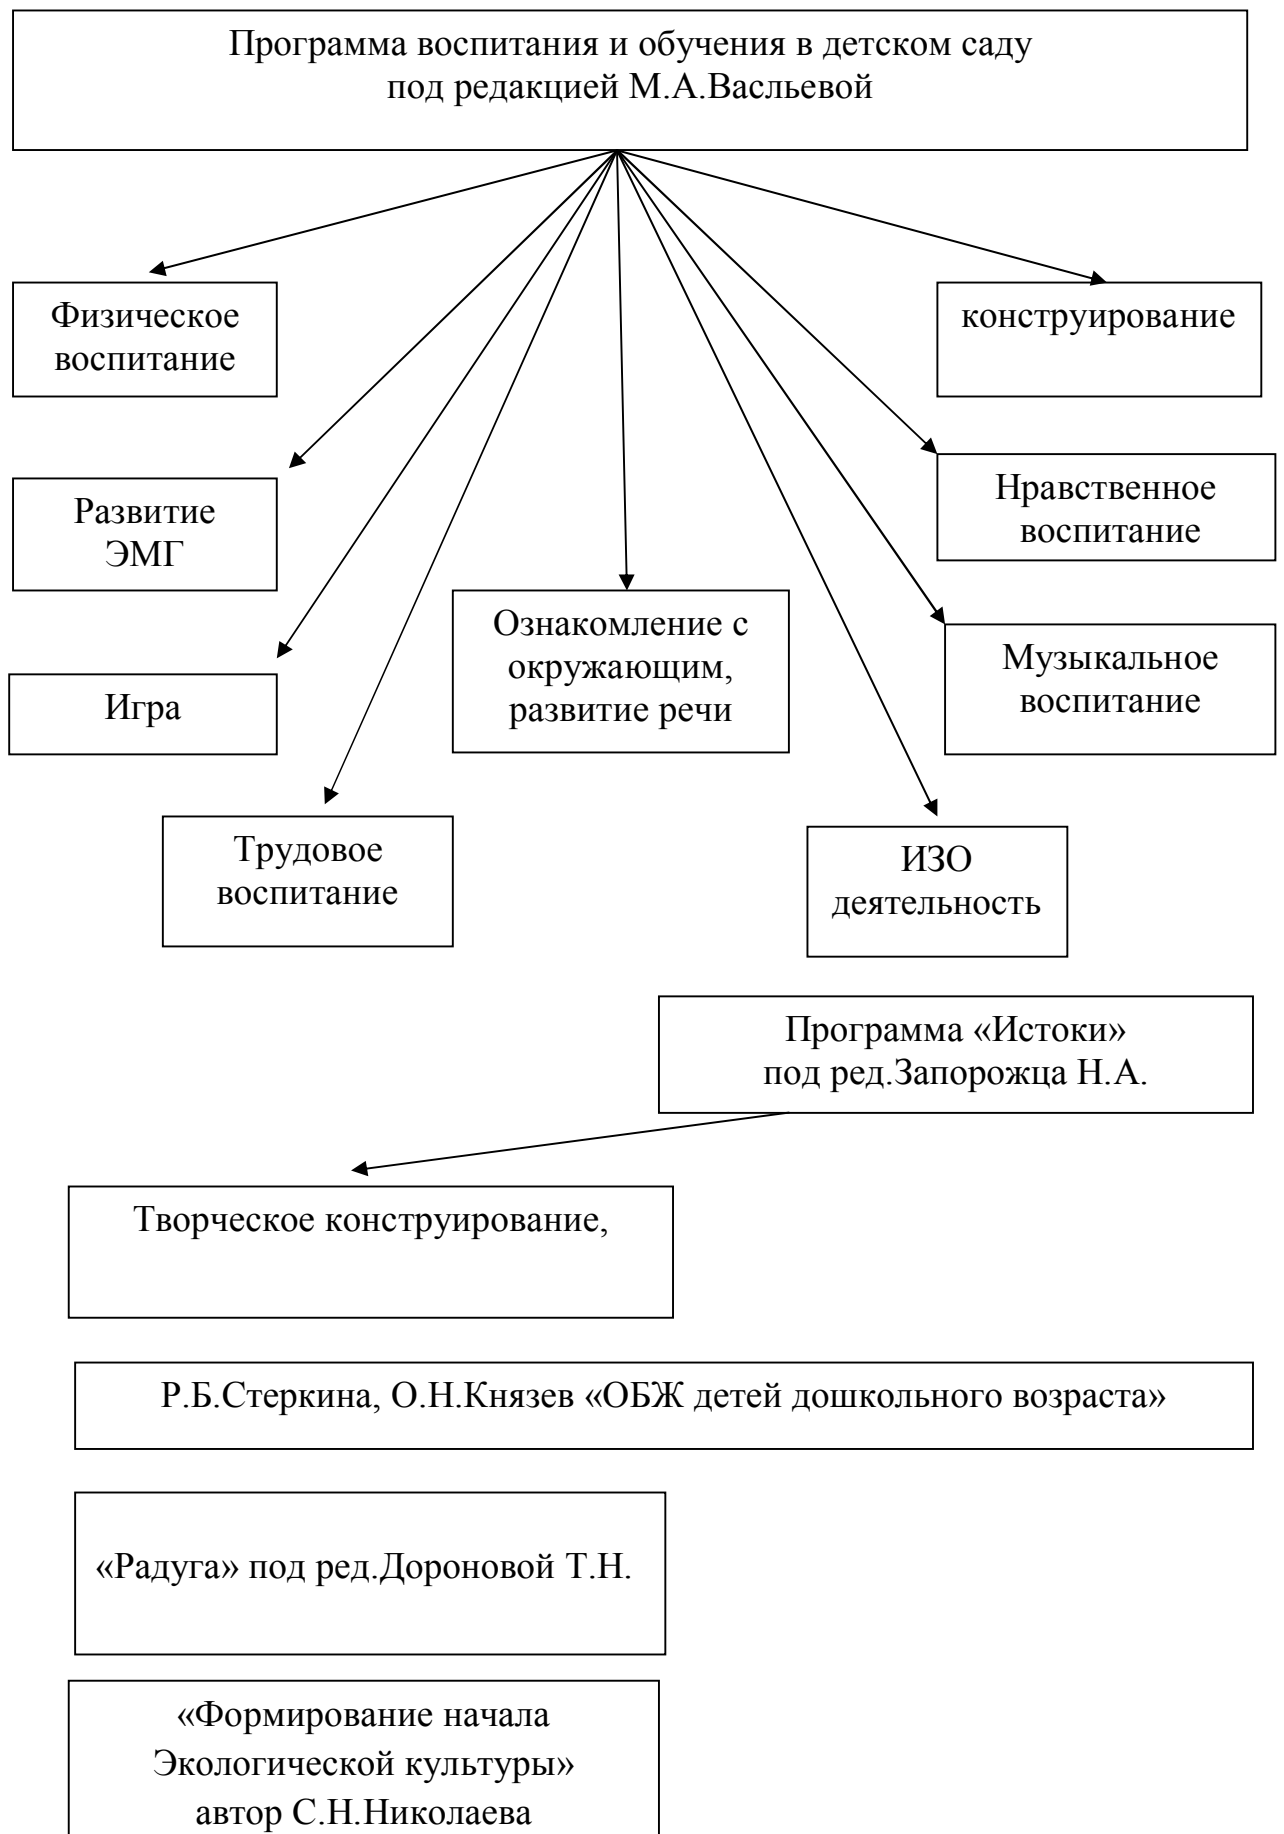 Программа воспитания и обучения в детском саду
под редакцией М.А.Васльевой
Физическое
воспитание
конструирование
Развитие
ЭМГ
Нравственное
воспитание
Игра
Ознакомление с
окружающим,
развитие речи
Музыкальное
воспитание
Трудовое
воспитание
ИЗО
деятельность
Программа «Истоки»
под ред.Запорожца Н.А.
Творческое конструирование,
Р.Б.Стеркина, О.Н.Князев «ОБЖ детей дошкольного возраста»
«Радуга» под ред.Дороновой Т.Н.
«Формирование начала
Экологической культуры»
автор С.Н.Николаева